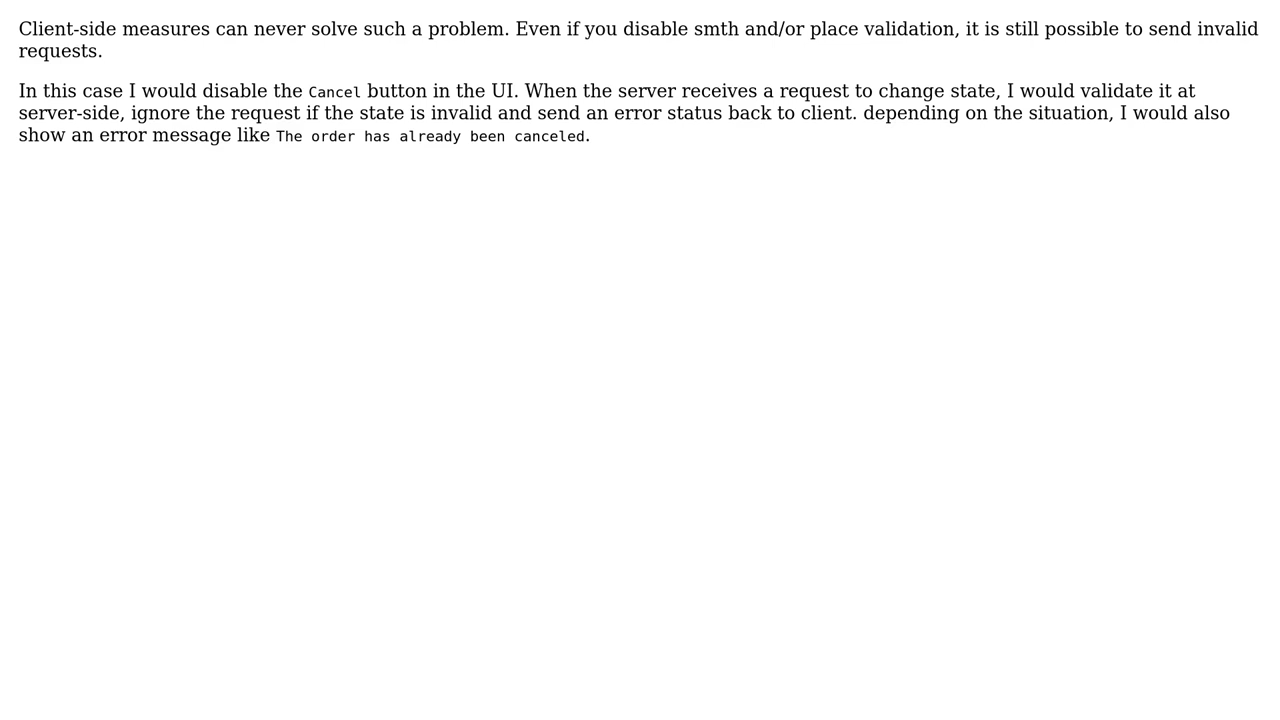 Client-side measures can never solve such a problem. Even if you disable smth and/or place validation, it is still possible to send invalid
requests.
In this case I would disable the Cancel button in the UI. When the server receives a request to change state, I would validate it at
server-side, ignore the request if the state is invalid and send an error status back to client. depending on the situation, I would also
show an error message like The order has already been canceled.